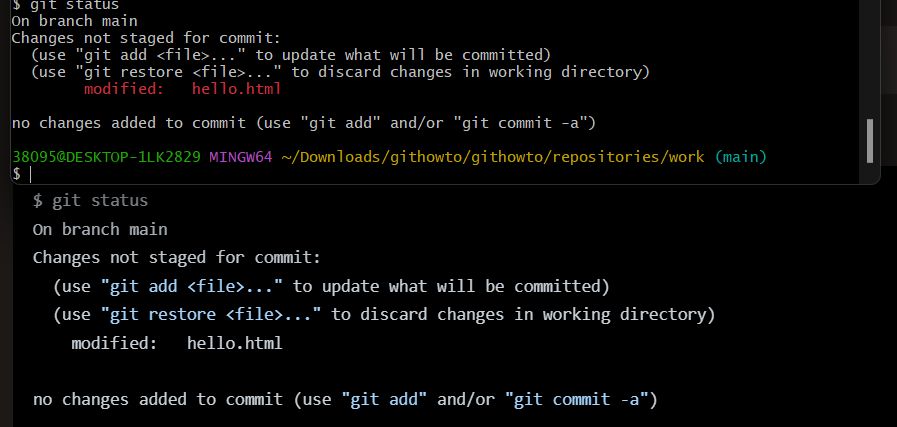 $ git status
On branch main
Changes not staged for commit:
  (use "git add <file>..." to update what will be committed)
  (use "git restore <file>..." to discard changes in working directory)
        modified:   hello.html

no changes added to commit (use "git add" and/or "git commit -a")

38095@DESKTOP-1LK2829 MINGW64 ~/Downloads/githowto/githowto/repositories/work (main)
$
$ git status
On branch main
Changes not staged for commit:
  (use "git add <file>..." to update what will be committed)
  (use "git restore <file>..." to discard changes in working directory)
    modified:   hello.html

no changes added to commit (use "git add" and/or "git commit -a")